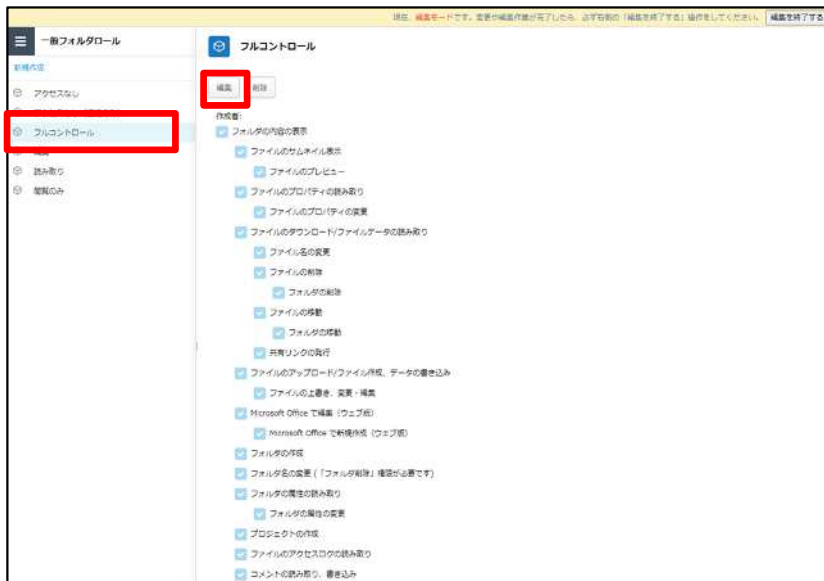 現在、編集モードです。変更や編集作業が完了したら、必ず右側の「編集を終了する」操作をしてください。
編集を終了する
一般フォルダロール
フルコントロール
新規作成
編集
削除
アクセスなし
フルコントロール
読み取り
閲覧のみ
作成者:
フォルダの内容の表示
ファイルのサムネイル表示
ファイルのプレビュー
ファイルのプロパティの読み取り
ファイルのプロパティの変更
ファイルのダウンロード/ファイルデータの読み取り
ファイル名の変更
ファイルの削除
フォルダの削除
ファイルの移動
フォルダの移動
共有リンクの発行
ファイルのアップロード/ファイル作成、データの書き込み
ファイルの上書き、変更・編集
Microsoft Office で編集（ウェブ版）
Microsoft Office で新規作成（ウェブ版）
フォルダの作成
フォルダ名の変更 (「フォルダ削除」権限が必要です)
フォルダの属性の読み取り
フォルダの属性の変更
プロジェクトの作成
ファイルのアクセスログの読み取り
コメントの読み取り、書き込み